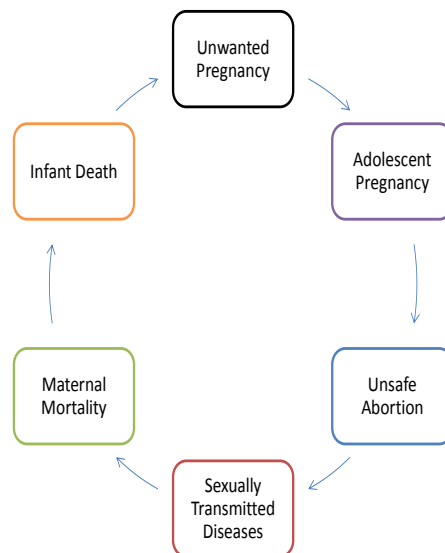 Unwanted
Pregnancy
Adolescent
Pregnancy
Unsafe
Abortion
Sexually
Transmitted
Diseases
Maternal
Mortality
Infant Death